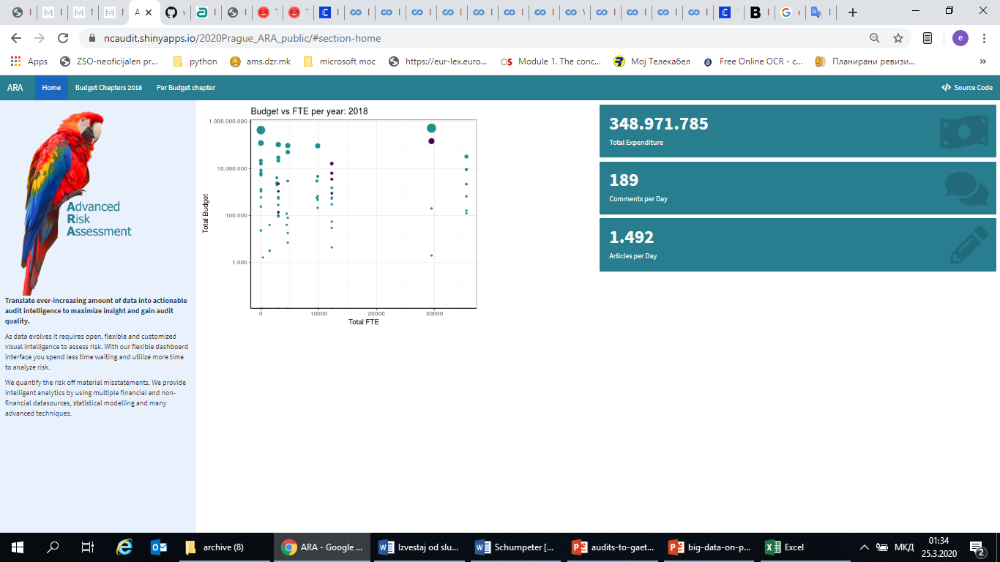 ncaudit.shinyapps.io/2020Prague_ARA_public/#section-home
e
Apps ZSO-neoficijalen pr... python ams.dzr.mk microsoft moc https://eur-lex.euro... Module 1. The conc... Мој Телекабел Free Online OCR - c... Планирани ревизи... »
ARA Home Budget Chapters 2018 Per Budget chapter Source Code
Advanced
Risk
Assessment
Translate ever-increasing amount of data into actionable
audit intelligence to maximize insight and gain audit
quality.
As data evolves it requires open, flexible and customized
visual intelligence to assess risk. With our flexible dashboard
interface you spend less time waiting and utilize more time
to analyze risk.
We quantify the risk off material misstatements. We provide
intelligent analytics by using multiple financial and non-
financial datasources, statistical modelling and many
advanced techniques.
Budget vs FTE per year: 2018
1.000.000.000
10.000.000
100.000
1.000
Total Budget
0 10000 20000 30000
Total FTE
348.971.785
Total Expenditure
189
Comments per Day
1.492
Articles per Day
archive (8) ARA - Google ... Izvestaj od slu... Schumpeter [... audits-to-gaet... big-data-on-p... Excel МКД 01:34
25.3.2020 2